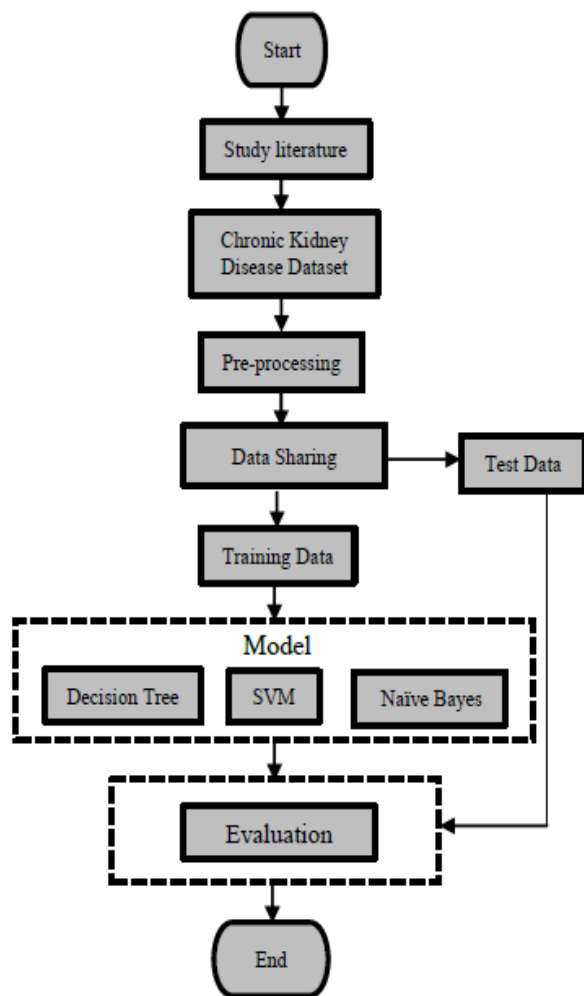 Start
Study literature
Chronic Kidney
Disease Dataset
Pre-processing
Data Sharing
Test Data
Training Data
Model
Decision Tree
SVM
Naïve Bayes
Evaluation
End